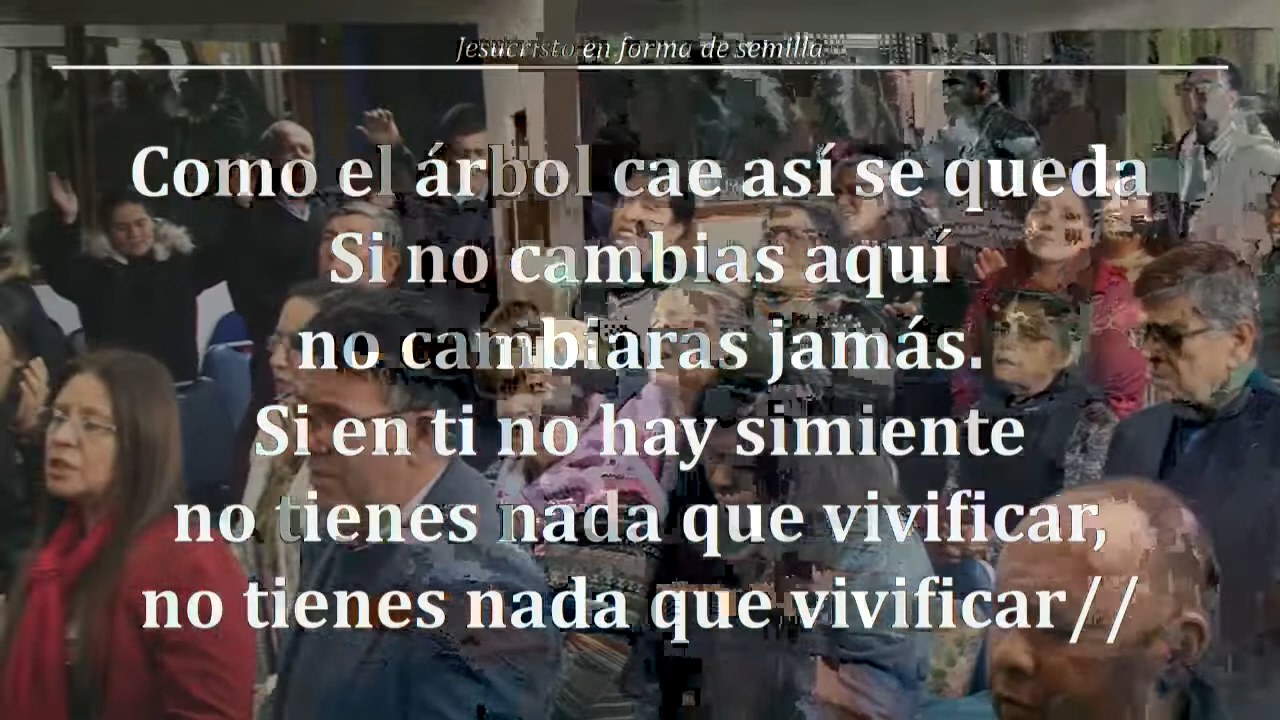 Jesucristo en forma de semilla
Como el árbol cae así se queda
Si no cambias aquí
no cambiaras jamás.
Si en ti no hay simiente
no tienes nada que vivificar,
no tienes nada que vivificar//